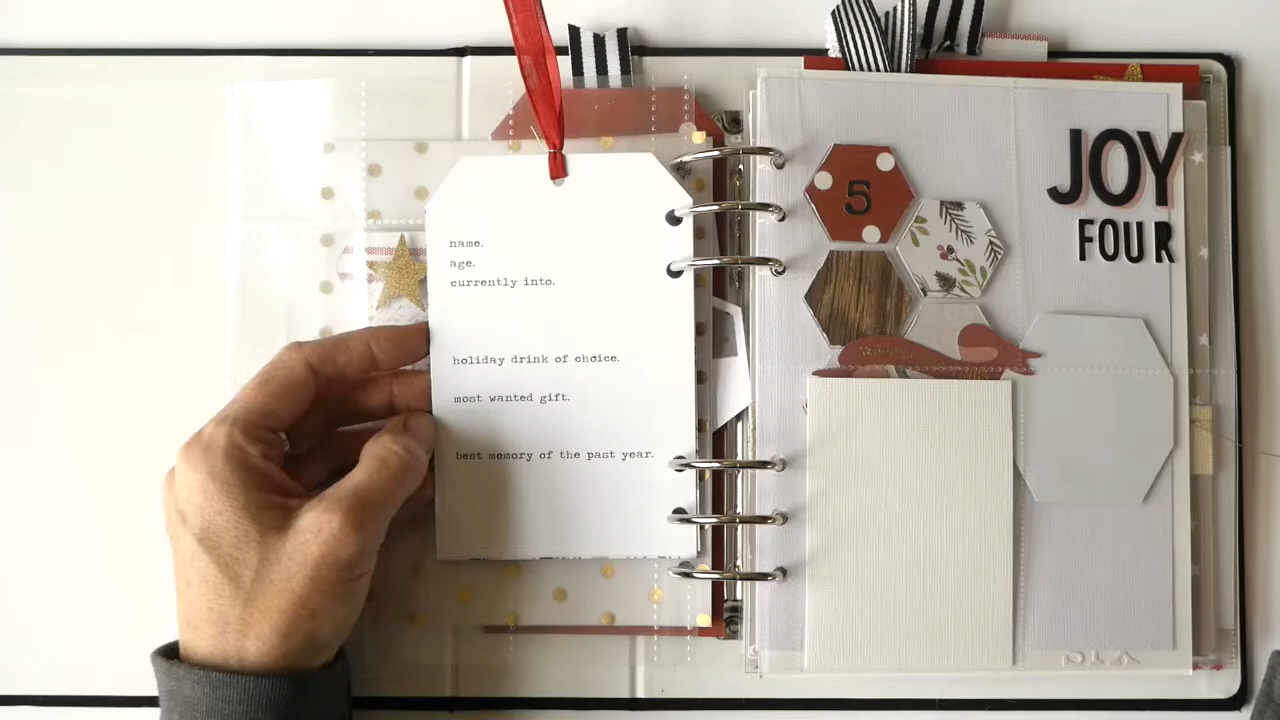 name.
age.
currently into.
holiday drink of choice.
most wanted gift.
best memory of the past year.
5
JOY
FOUR